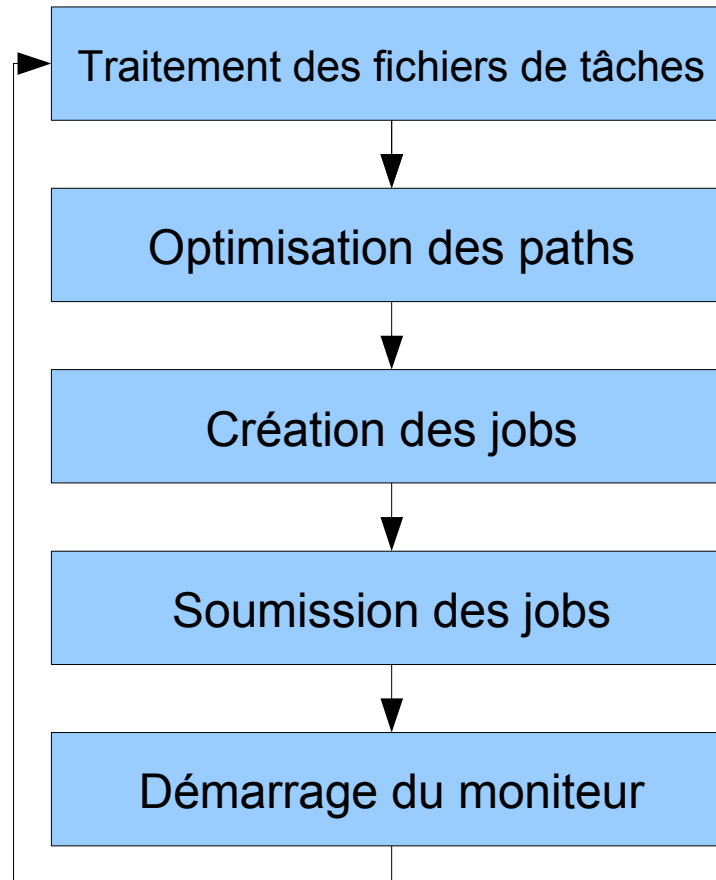 Traitement des fichiers de tâches
Optimisation des paths
Création des jobs
Soumission des jobs
Démarrage du moniteur